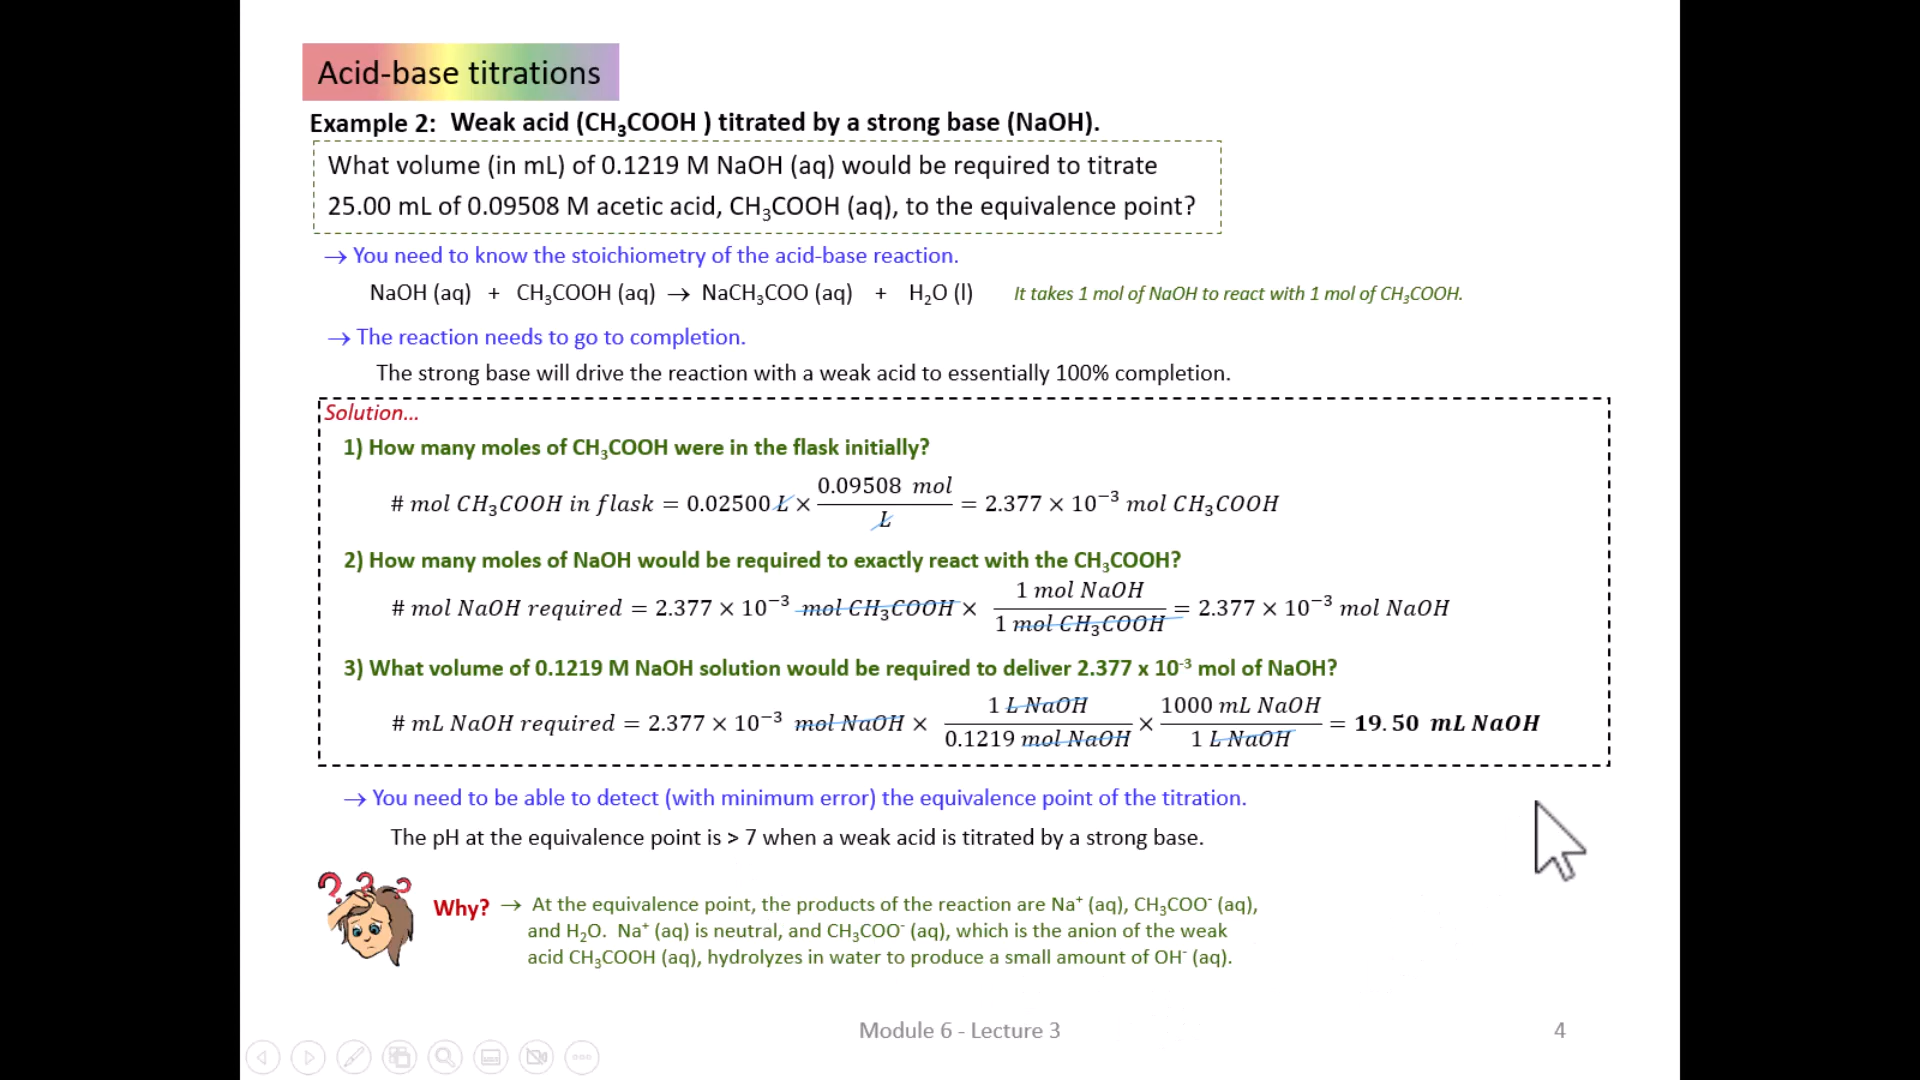 Acid-base titrations
Example 2: Weak acid (CH₃COOH ) titrated by a strong base (NaOH).
What volume (in mL) of 0.1219 M NaOH (aq) would be required to titrate
25.00 mL of 0.09508 M acetic acid, CH₃COOH (aq), to the equivalence point?
→ You need to know the stoichiometry of the acid-base reaction.
NaOH (aq) + CH₃COOH (aq) → NaCH₃COO (aq) + H₂O (l) It takes 1 mol of NaOH to react with 1 mol of CH₃COOH.
→ The reaction needs to go to completion.
The strong base will drive the reaction with a weak acid to essentially 100% completion.
Solution...
1) How many moles of CH₃COOH were in the flask initially?
# mol CH₃COOH in flask = 0.02500 L × 0.09508 mol / L = 2.377 × 10⁻³ mol CH₃COOH
2) How many moles of NaOH would be required to exactly react with the CH₃COOH?
# mol NaOH required = 2.377 × 10⁻³ mol CH₃COOH × 1 mol NaOH / 1 mol CH₃COOH = 2.377 × 10⁻³ mol NaOH
3) What volume of 0.1219 M NaOH solution would be required to deliver 2.377 x 10⁻³ mol of NaOH?
# mL NaOH required = 2.377 × 10⁻³ mol NaOH × 1 L NaOH / 0.1219 mol NaOH × 1000 mL NaOH / 1 L NaOH = 19.50 mL NaOH
→ You need to be able to detect (with minimum error) the equivalence point of the titration.
The pH at the equivalence point is > 7 when a weak acid is titrated by a strong base.
???
Why? → At the equivalence point, the products of the reaction are Na⁺ (aq), CH₃COO⁻ (aq),
and H₂O. Na⁺ (aq) is neutral, and CH₃COO⁻ (aq), which is the anion of the weak
acid CH₃COOH (aq), hydrolyzes in water to produce a small amount of OH⁻ (aq).
Module 6 - Lecture 3
4